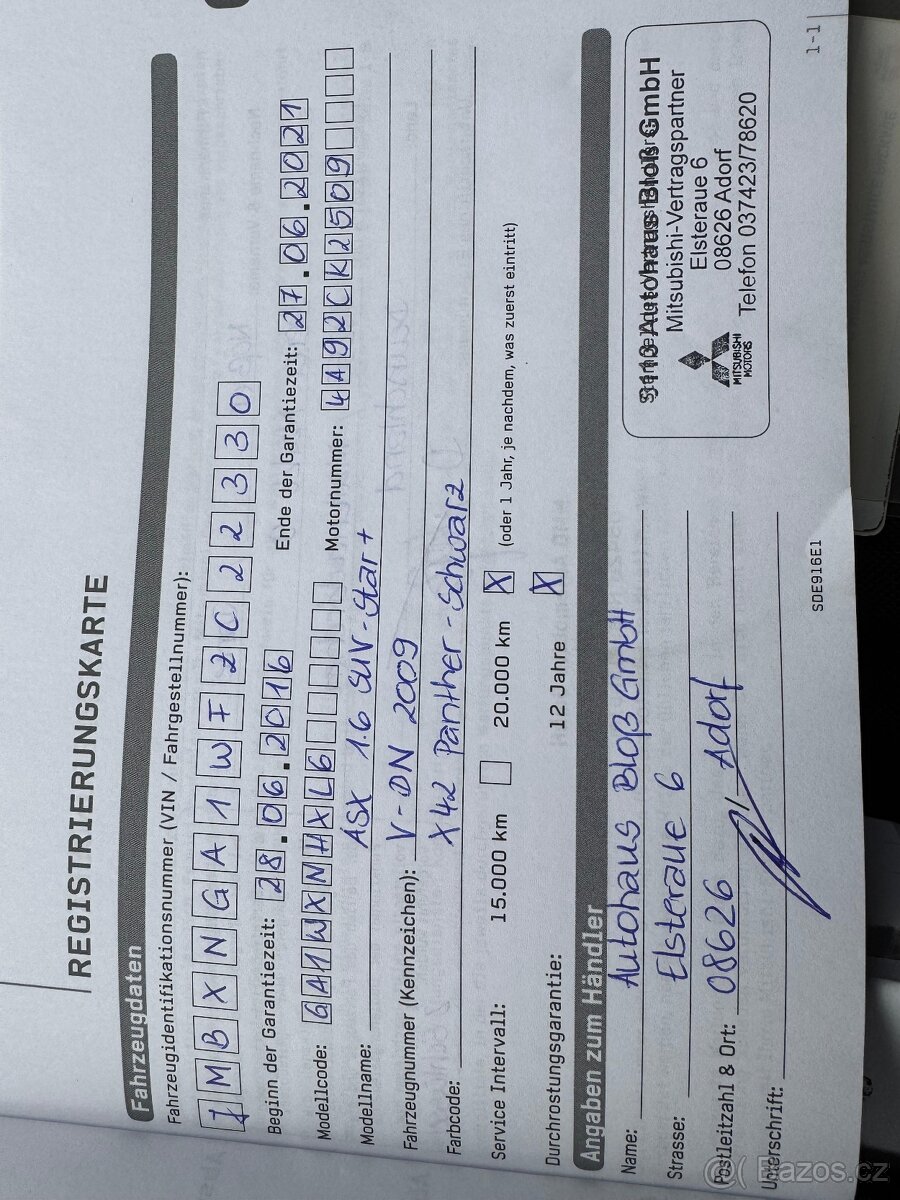 REGISTRIERUNGSKARTE
Fahrzeugdaten
Fahrzeugidentifikationsnummer (VIN / Fahrgestellnummer):
JMBXNGA1WFZC22330
Beginn der Garantiezeit: 28.06.2016 Ende der Garantiezeit: 27.06.2021
Modellcode: GA1WXNHXL6 Motornummer: 4A92CK2509
Modellname: ASX 1.6 SUV-Star+
Fahrzeugnummer (Kennzeichen): V-DN 2009
Farbcode: X42 Panther-Schwarz
Service Intervall: 15.000 km 20.000 km X (oder 1 Jahr, je nachdem, was zuerst eintritt)
Durchrostungsgarantie: 12 Jahre X
Angaben zum Händler
Name: Autohaus Bloß GmbH
Strasse: Elsteraue 6
Postleitzahl & Ort: 08626 Adorf
Unterschrift:
Autohaus Bloß GmbH
Mitsubishi-Vertragspartner
Elsteraue 6
08626 Adorf
Telefon 037423/78620
MITSUBISHI
MOTORS
SDE916E1
1-1
Bazos.cz